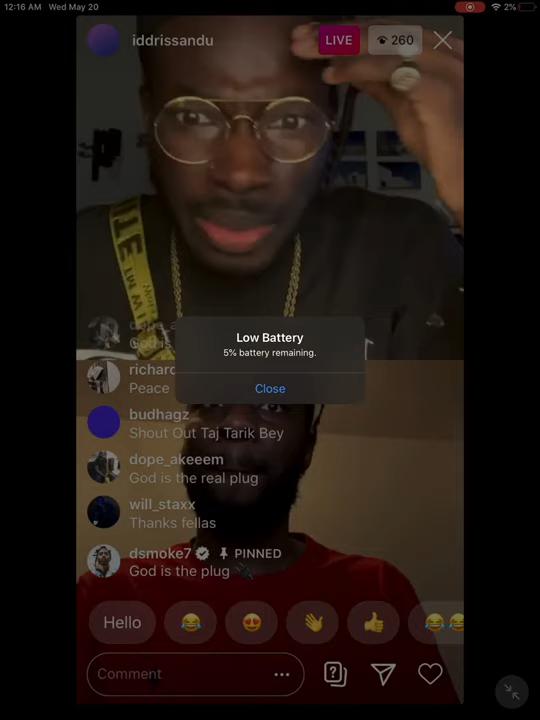 12:16 AM Wed May 20
2%
iddrissandu
LIVE
260
Low Battery
5% battery remaining.
Close
richard
Peace
budhagz
Shout Out Taj Tarik Bey
dope_akeeem
God is the real plug
will_staxx
Thanks fellas
dsmoke7 PINNED
God is the plug 🔌
Hello 😂 😍 👋 👍 😂 😂
Comment ...